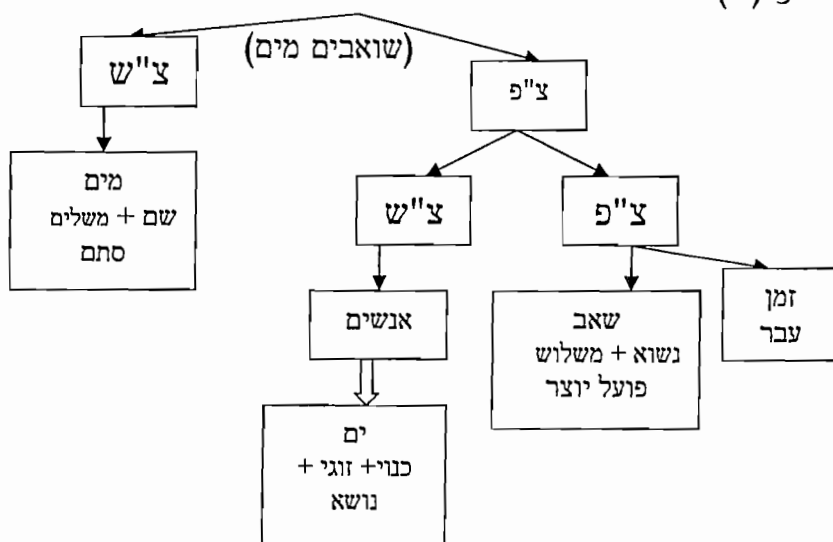 (שואבים מים)
צ"ש
צ"פ
מים
שם + משלים
סתם
צ"ש
צ"פ
אנשים
שאב
נשוא + משלוש
פועל יוצר
זמן
עבר
ים
כנוי+ זוגי +
נושא